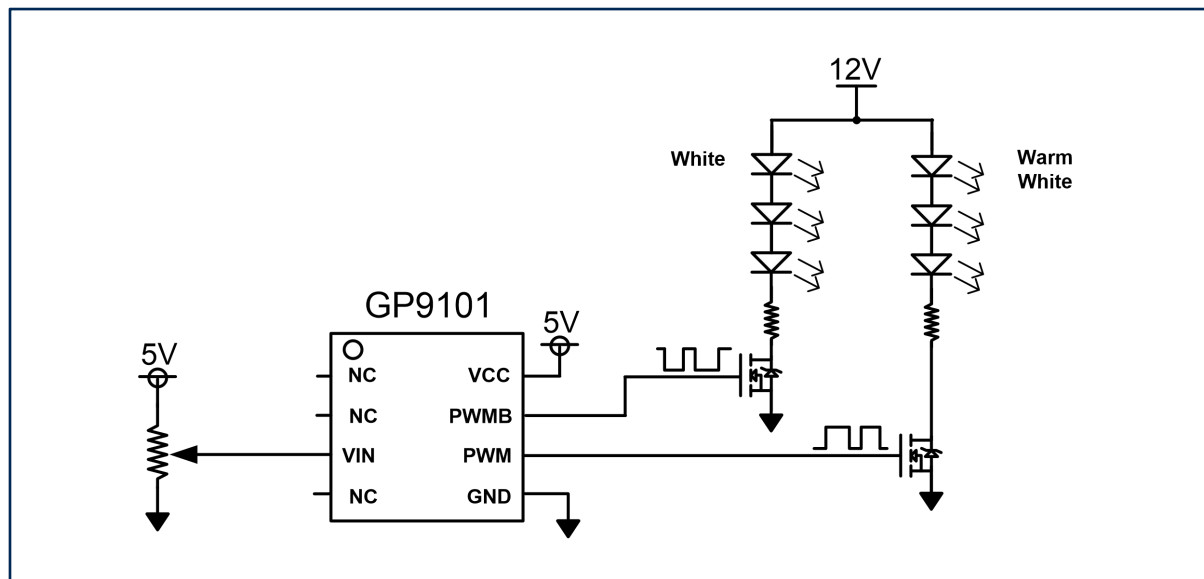 12V
White
Warm
White
GP9101
5V
5V
NC
VCC
NC
PWMB
VIN
PWM
NC
GND